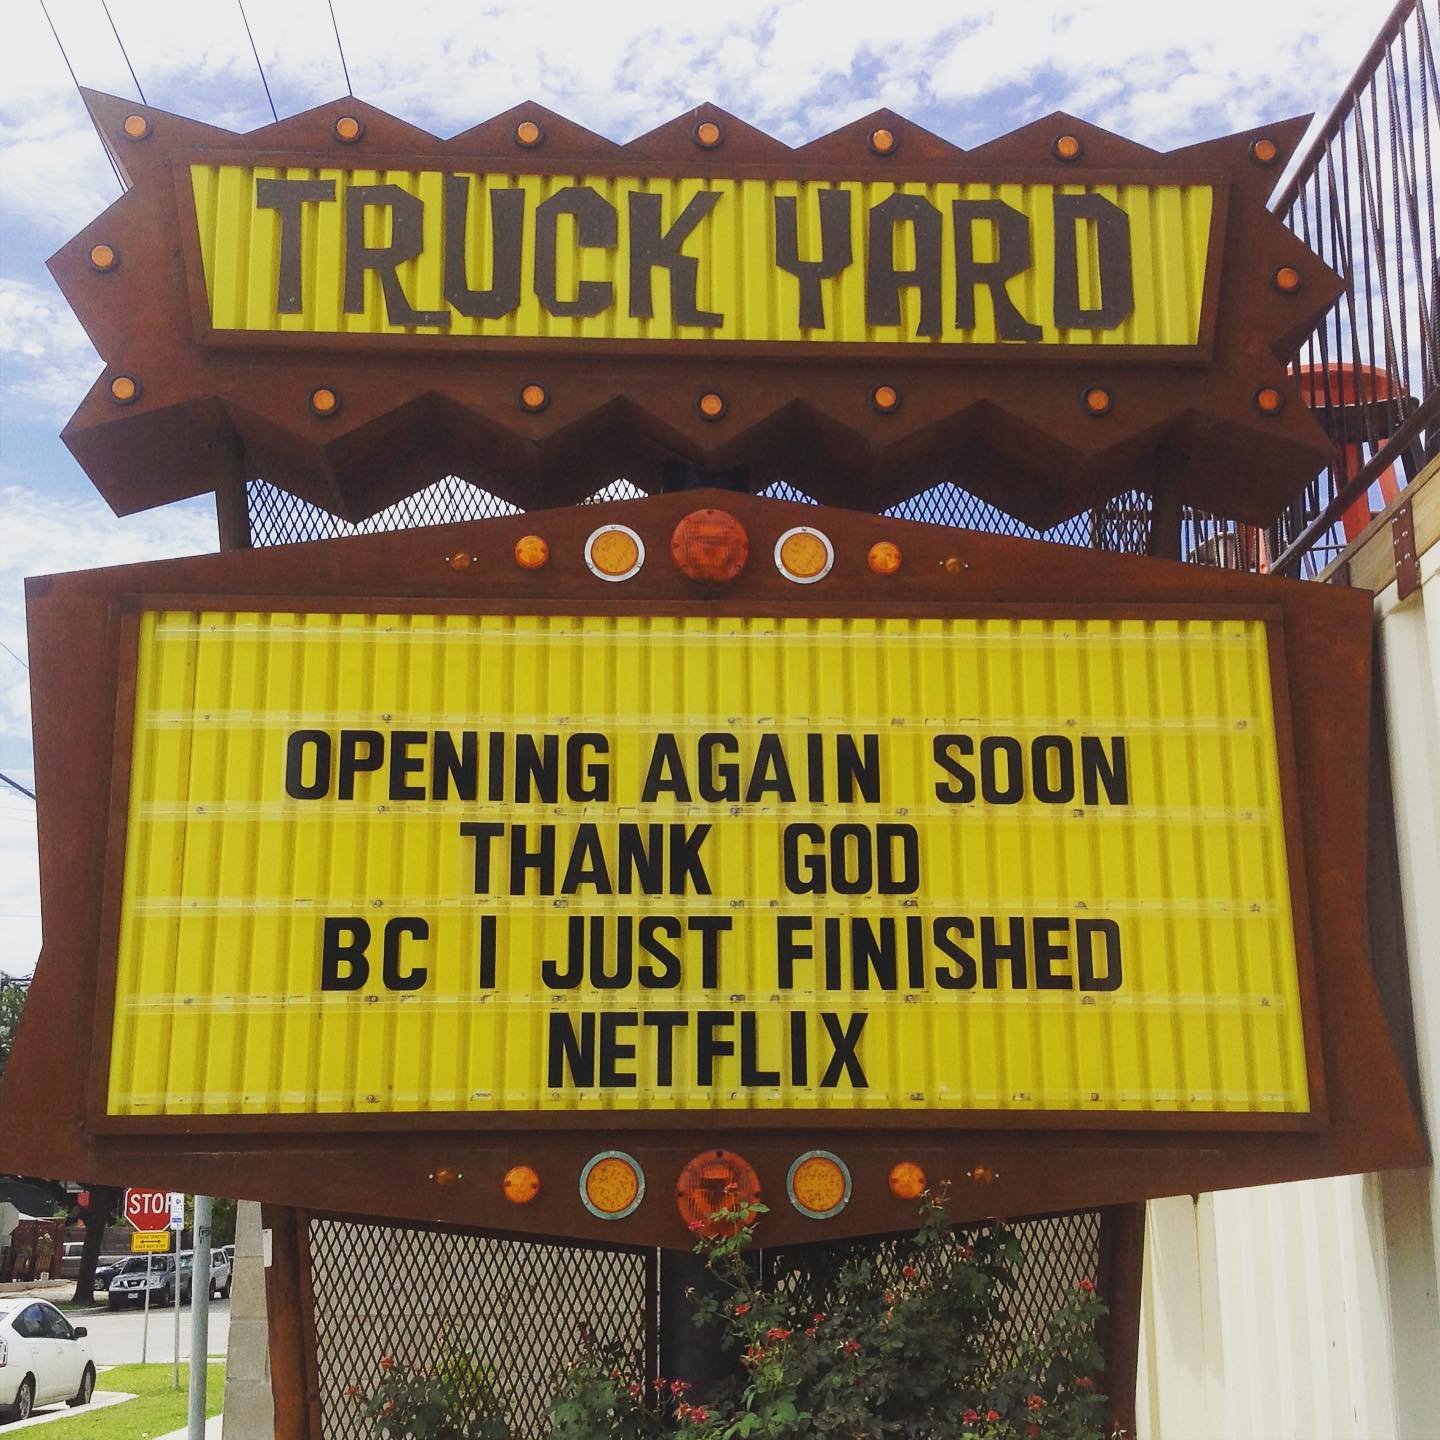 TRUCK YARD
OPENING AGAIN SOON
THANK GOD
BC I JUST FINISHED
NETFLIX
STOP